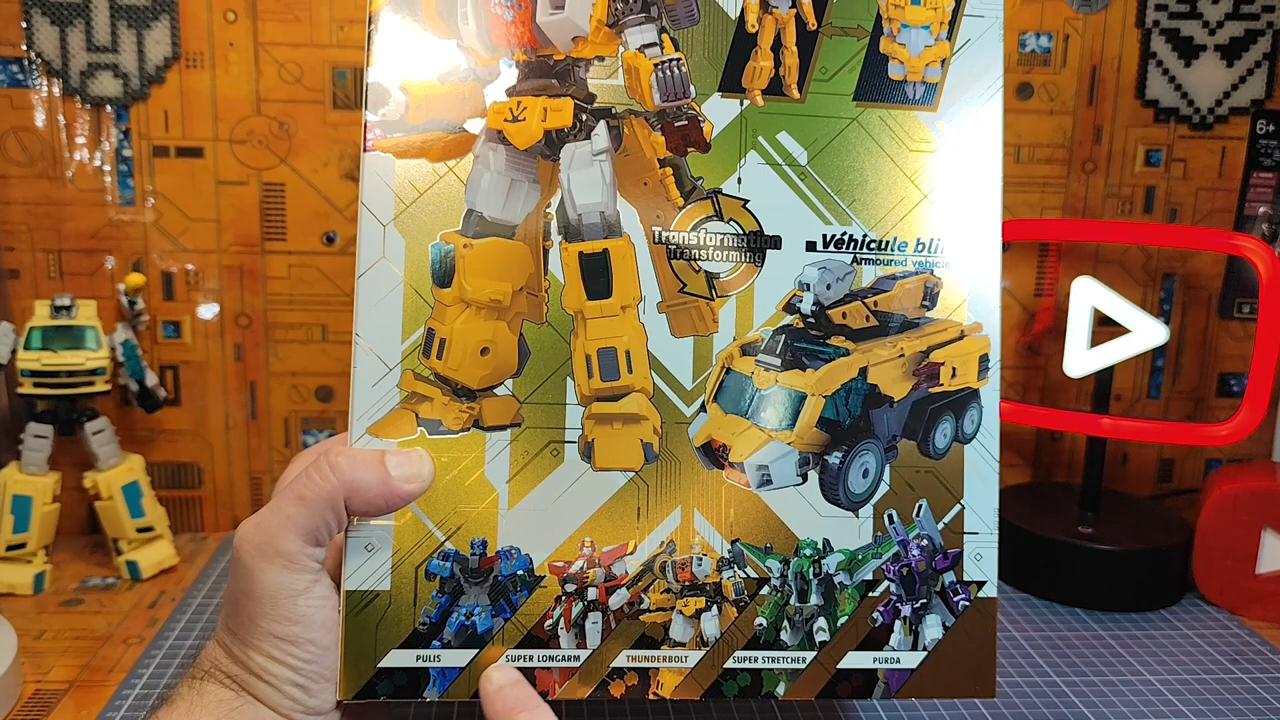 6+
Transformation
Transforming
Véhicule bli
Armoured vehicle
PULIS
SUPER LONGARM
THUNDERBOLT
SUPER STRETCHER
PURDA